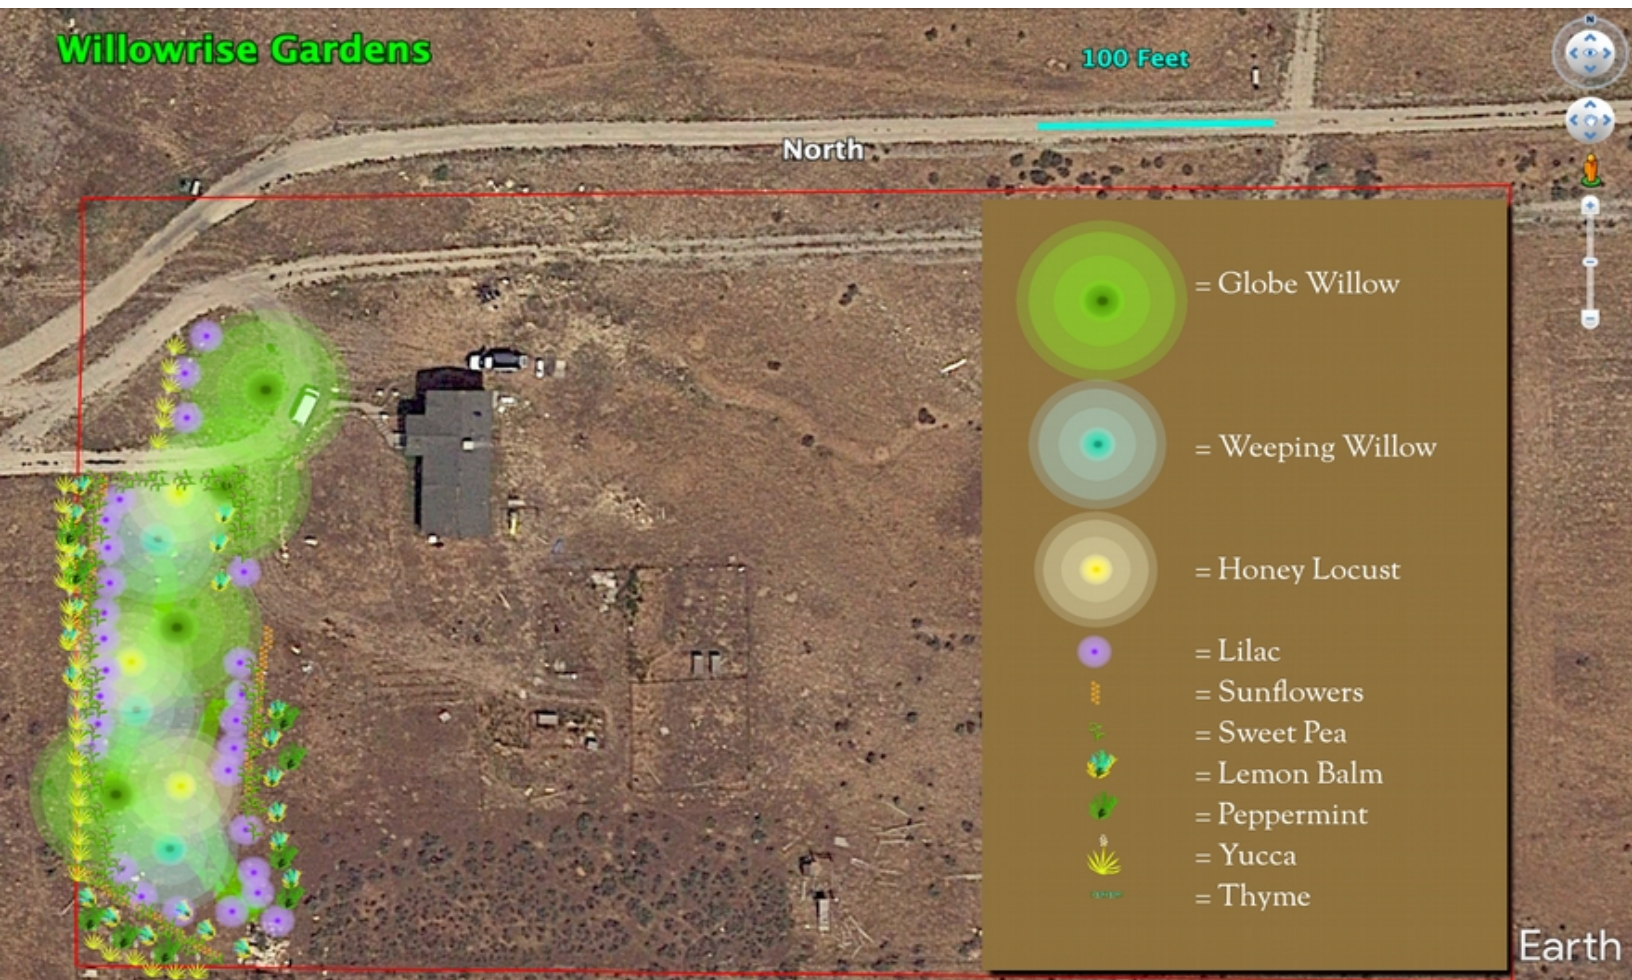 Willowrise Gardens
100 Feet
N
North
= Globe Willow
= Weeping Willow
= Honey Locust
= Lilac
= Sunflowers
= Sweet Pea
= Lemon Balm
= Peppermint
= Yucca
= Thyme
Earth